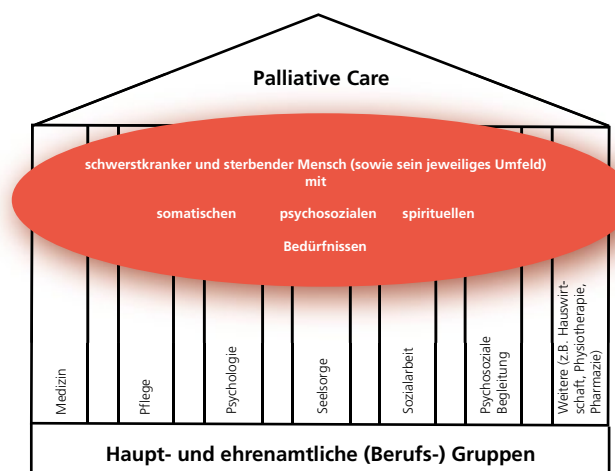 Palliative Care
schwerstkranker und sterbender Mensch (sowie sein jeweiliges Umfeld)
mit
somatischen psychosozialen spirituellen
Bedürfnissen
Medizin
Pflege
Psychologie
Seelsorge
Sozialarbeit
Psychosoziale
Begleitung
Weitere (z.B. Hauswirt-
schaft, Physiotherapie,
Pharmazie)
Haupt- und ehrenamtliche (Berufs-) Gruppen